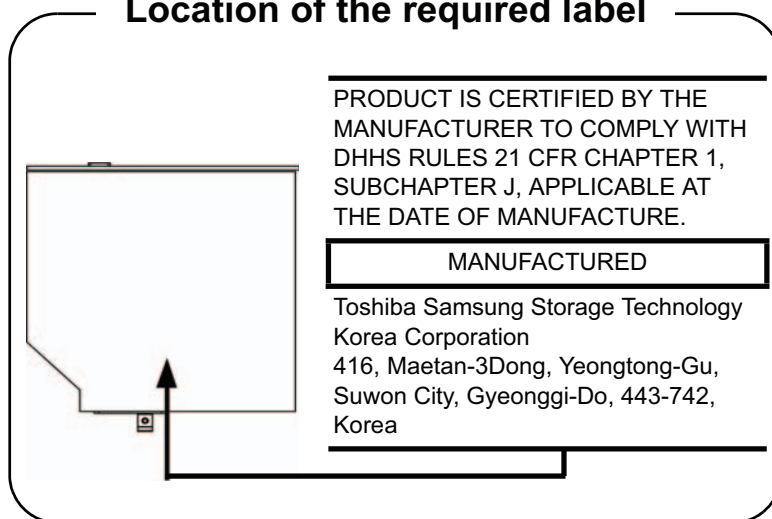 Location of the required label
PRODUCT IS CERTIFIED BY THE
MANUFACTURER TO COMPLY WITH
DHHS RULES 21 CFR CHAPTER 1,
SUBCHAPTER J, APPLICABLE AT
THE DATE OF MANUFACTURE.
MANUFACTURED
Toshiba Samsung Storage Technology
Korea Corporation
416, Maetan-3Dong, Yeongtong-Gu,
Suwon City, Gyeonggi-Do, 443-742,
Korea